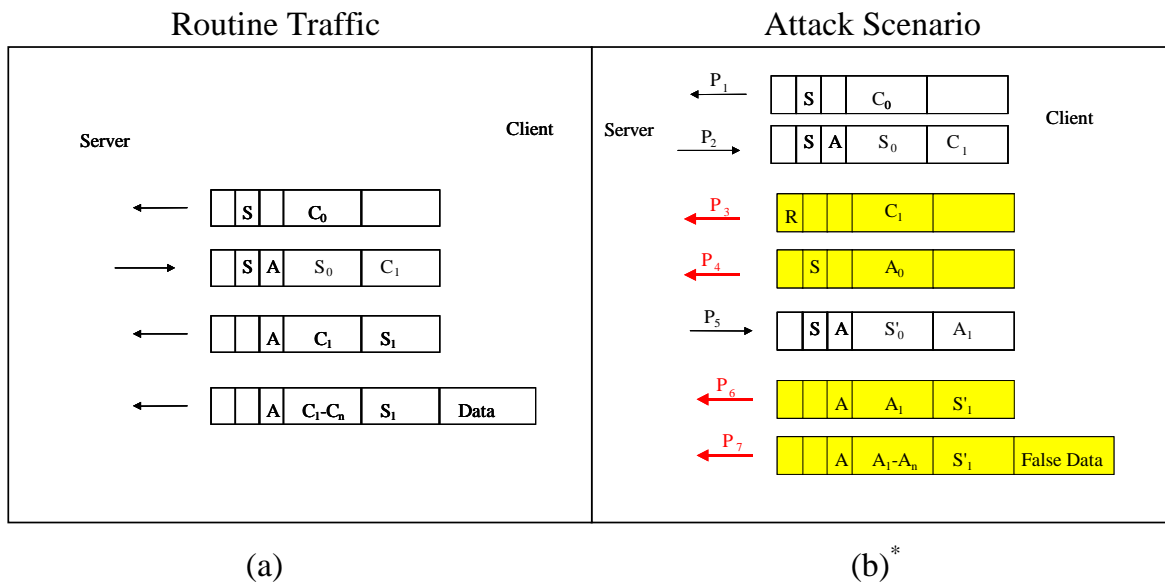 Routine Traffic
Attack Scenario
Server
Client
S C₀
S A S₀ C₁
A C₁ S₁
A C₁-Cₙ S₁ Data
Server
Client
P₁ S C₀
P₂ S A S₀ C₁
P₃ R C₁
P₄ S A₀
P₅ S A S'₀ A₁
P₆ A A₁ S'₁
P₇ A A₁-Aₙ S'₁ False Data
(a)
(b)*